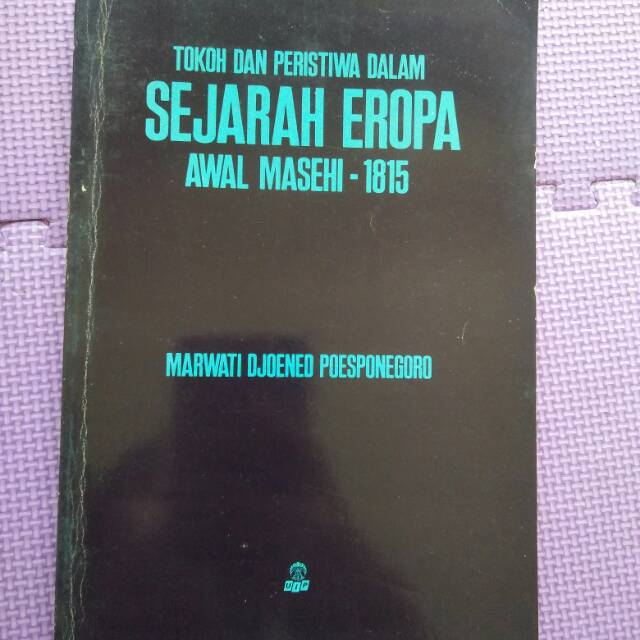 TOKOH DAN PERISTIWA DALAM
SEJARAH EROPA
AWAL MASEHI - 1815
MARWATI DJOENED POESPONEGORO